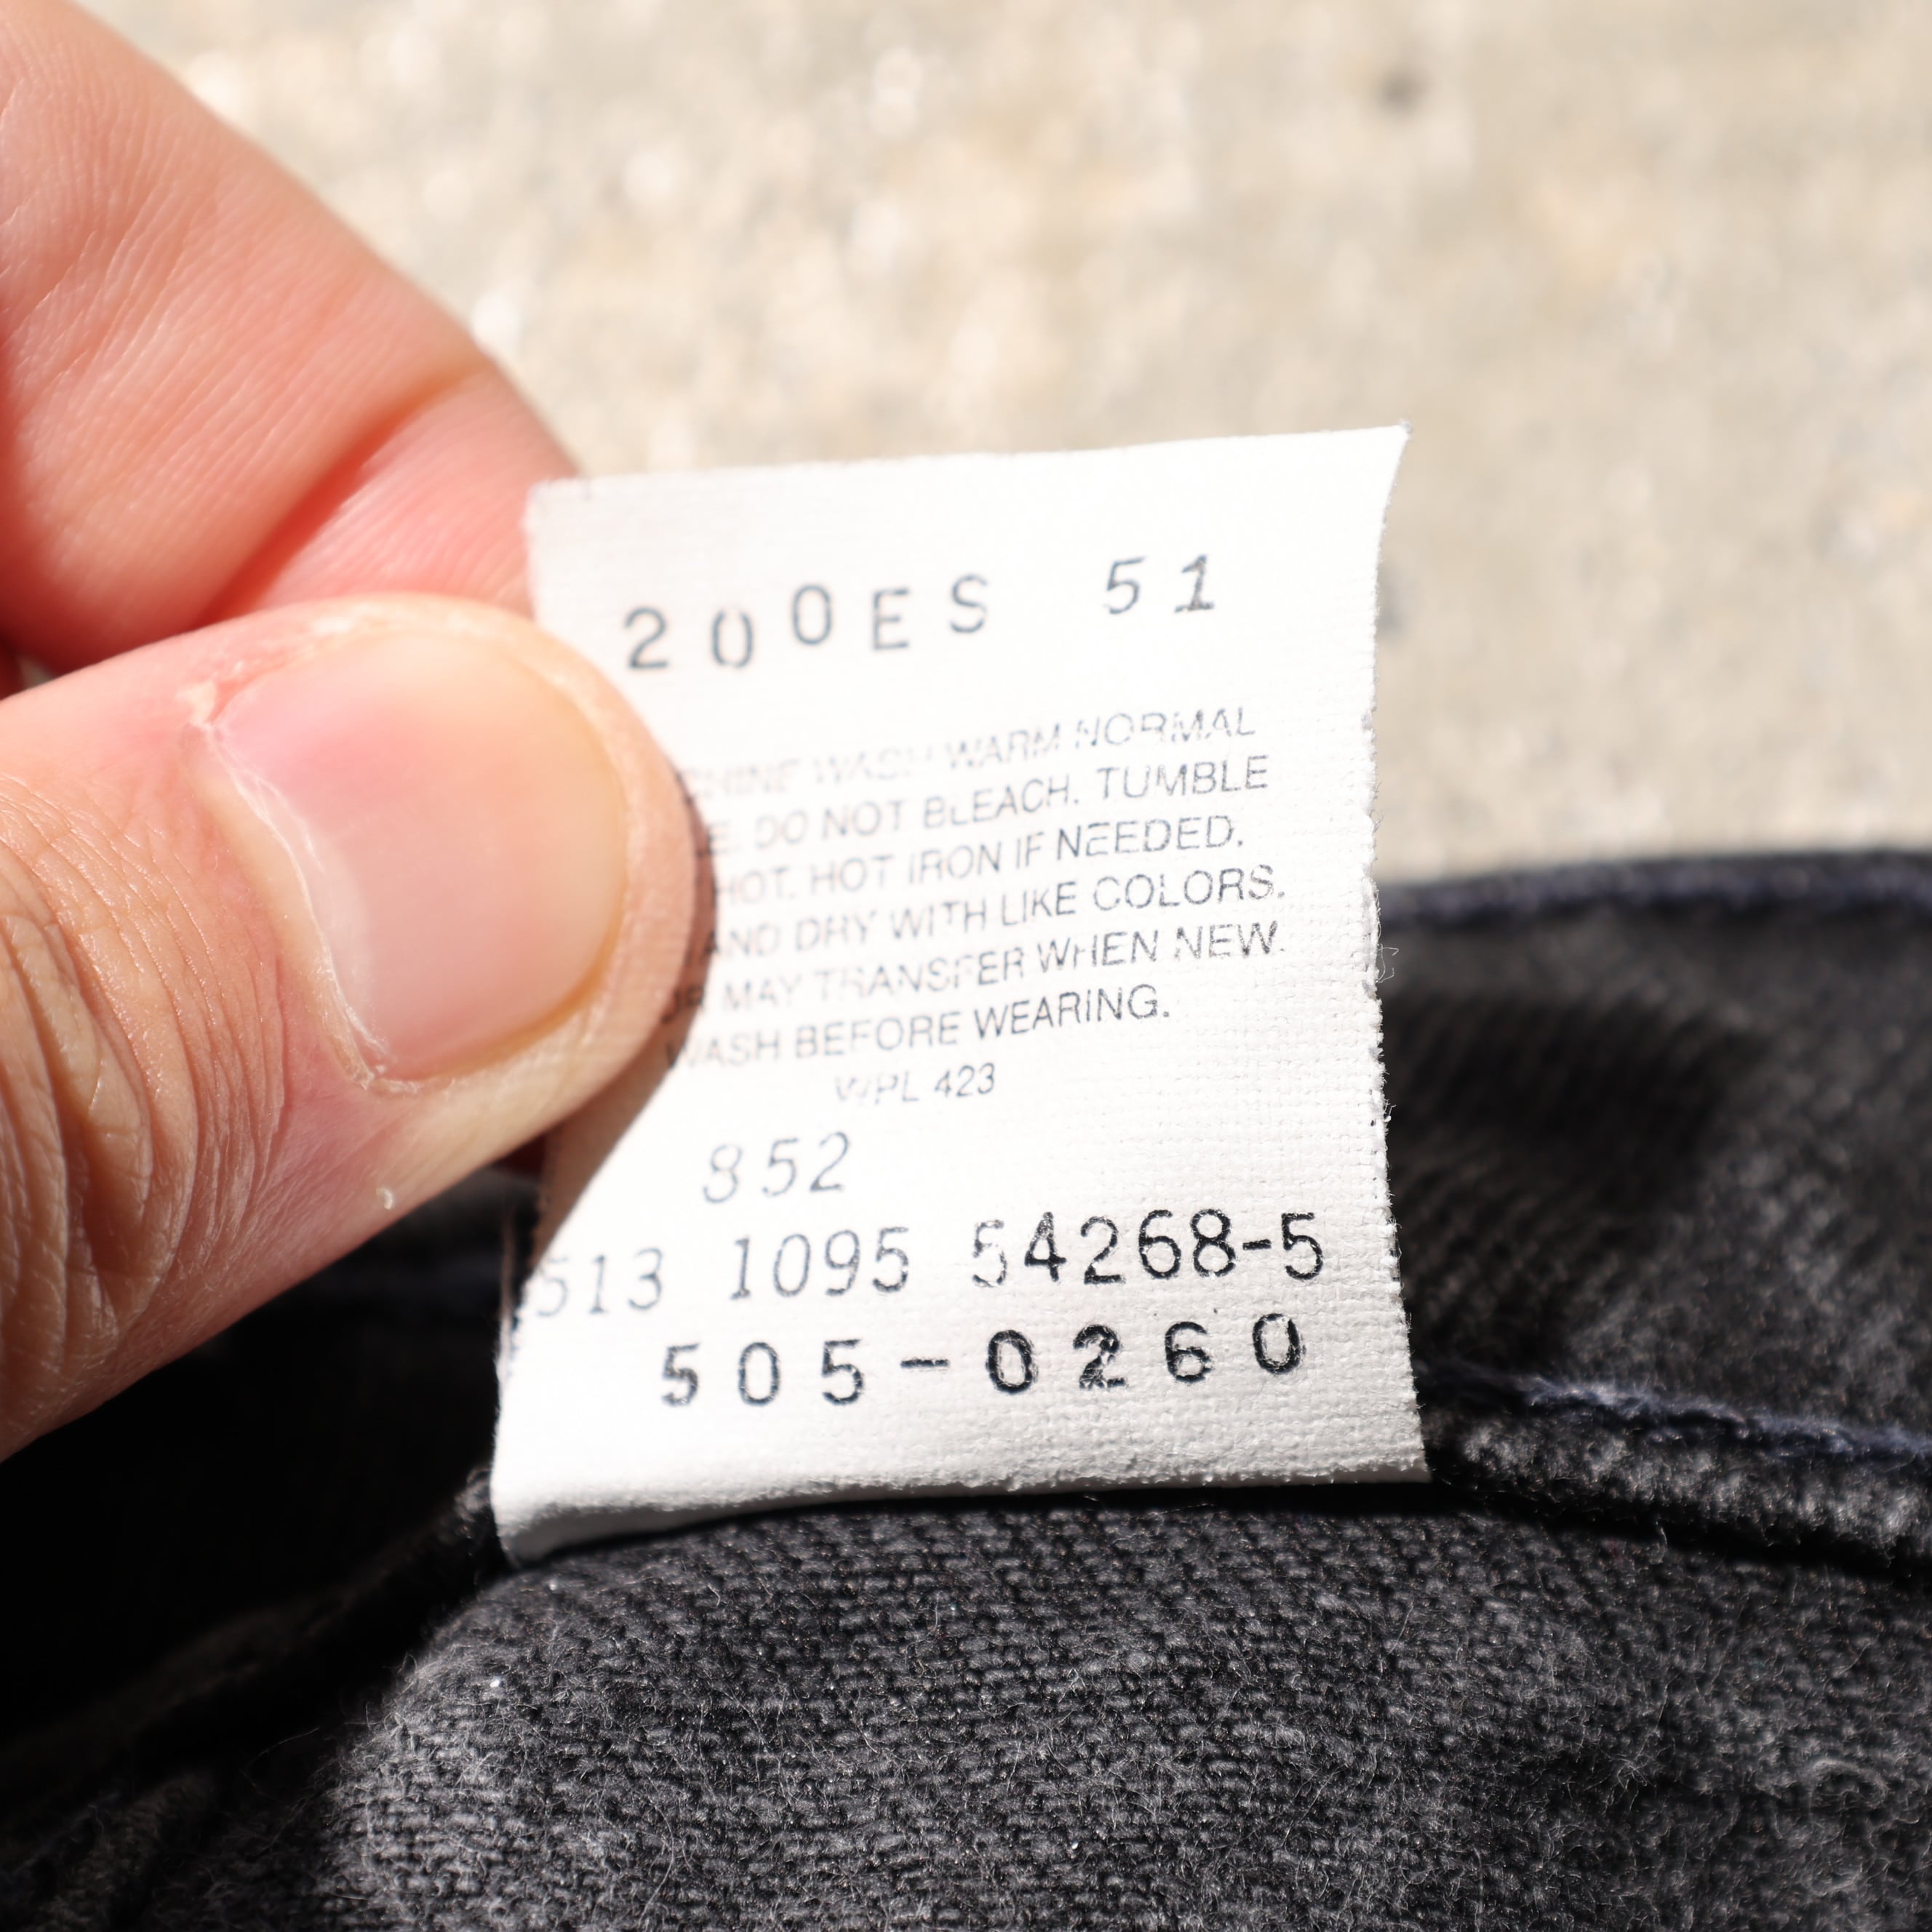 200ES 51
CHINE WASH WARM NORMAL
E. DO NOT BLEACH. TUMBLE
HOT. HOT IRON IF NEEDED.
AND DRY WITH LIKE COLORS.
MAY TRANSFER WHEN NEW.
WASH BEFORE WEARING.
WPL 423
852
513 1095 54268-5
505-0260